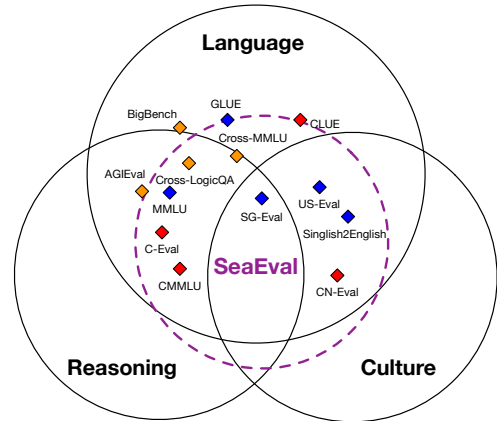 Language
BigBench
GLUE
CLUE
Cross-MMLU
AGIEval
Cross-LogicQA
MMLU
SG-Eval
US-Eval
Singlish2English
C-Eval
SeaEval
CMMLU
CN-Eval
Reasoning
Culture